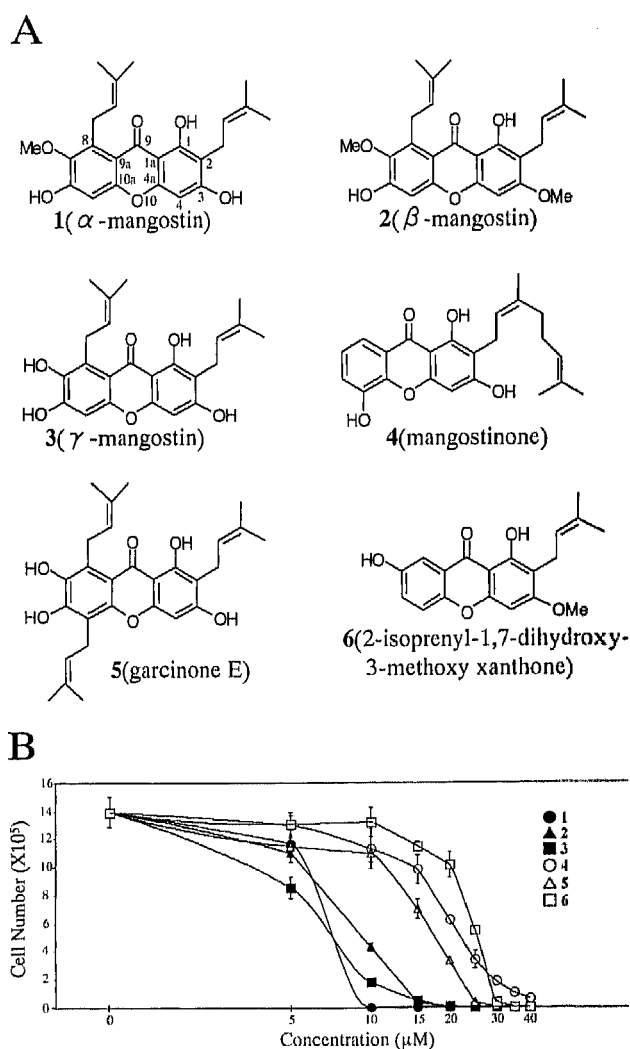 A
8
9
OH
1
O
MeO
9a
1a
2
10a
4a
HO
O
10
4
3
OH
1(α-mangostin)
O
OH
MeO
HO
O
OMe
2(β-mangostin)
O
OH
HO
HO
O
OH
3(γ-mangostin)
O
OH
O
OH
HO
4(mangostinone)
O
OH
HO
HO
O
OH
5(garcinone E)
O
OH
HO
O
OMe
6(2-isoprenyl-1,7-dihydroxy-
3-methoxy xanthone)
B
Cell Number (X10⁵)
16
14
12
10
8
6
4
2
0
1
2
3
4
5
6
0 5 10 15 20 30 40
Concentration (μM)